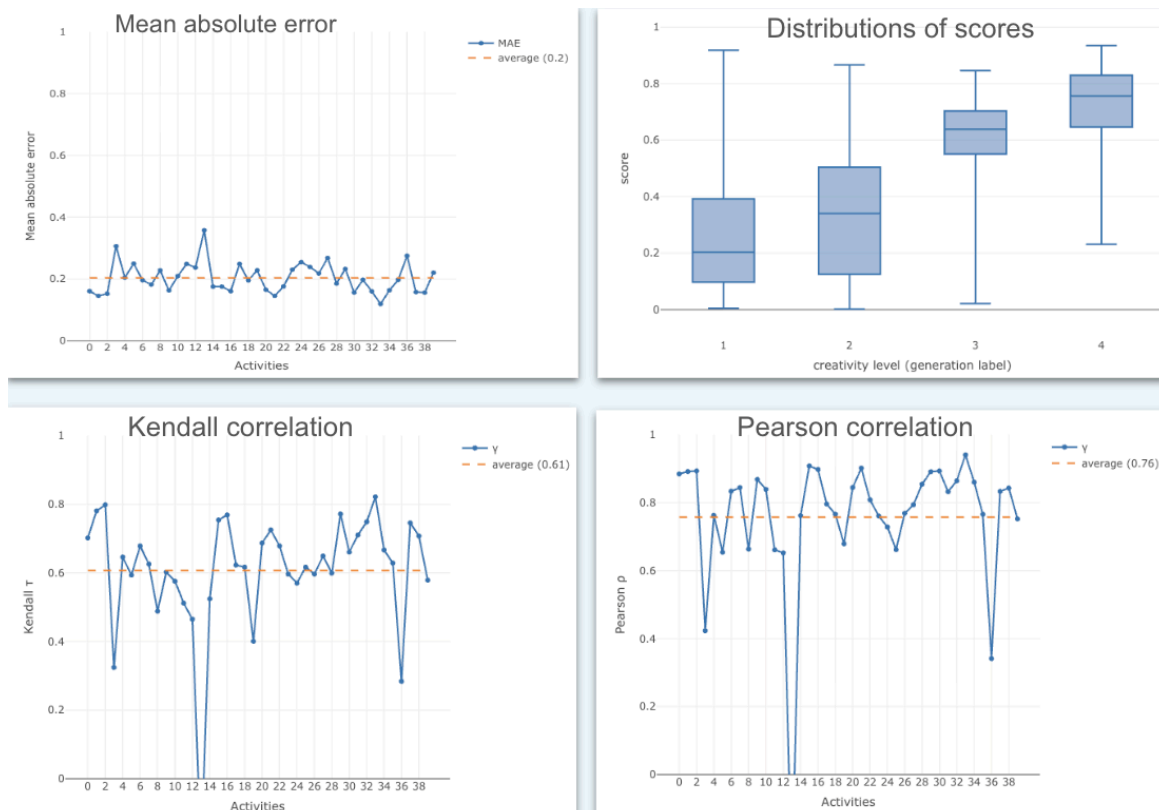 Mean absolute error
MAE
average (0.2)
1
0.8
0.6
0.4
0.2
0
Mean absolute error
0 2 4 6 8 10 12 14 16 18 20 22 24 26 28 30 32 34 36 38
Activities
Distributions of scores
1
0.8
0.6
0.4
0.2
0
score
1 2 3 4
creativity level (generation label)
Kendall correlation
γ
average (0.61)
1
0.8
0.6
0.4
0.2
0
Kendall τ
0 2 4 6 8 10 12 14 16 18 20 22 24 26 28 30 32 34 36 38
Activities
Pearson correlation
γ
average (0.76)
1
0.8
0.6
0.4
0.2
0
Pearson ρ
0 2 4 6 8 10 12 14 16 18 20 22 24 26 28 30 32 34 36 38
Activities